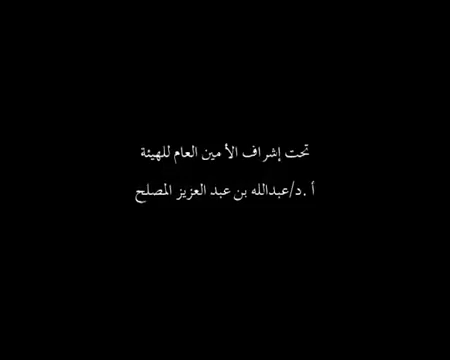 تحت إشراف الأمين العام للهيئة
أ.د/عبدالله بن عبد العزيز المصلح